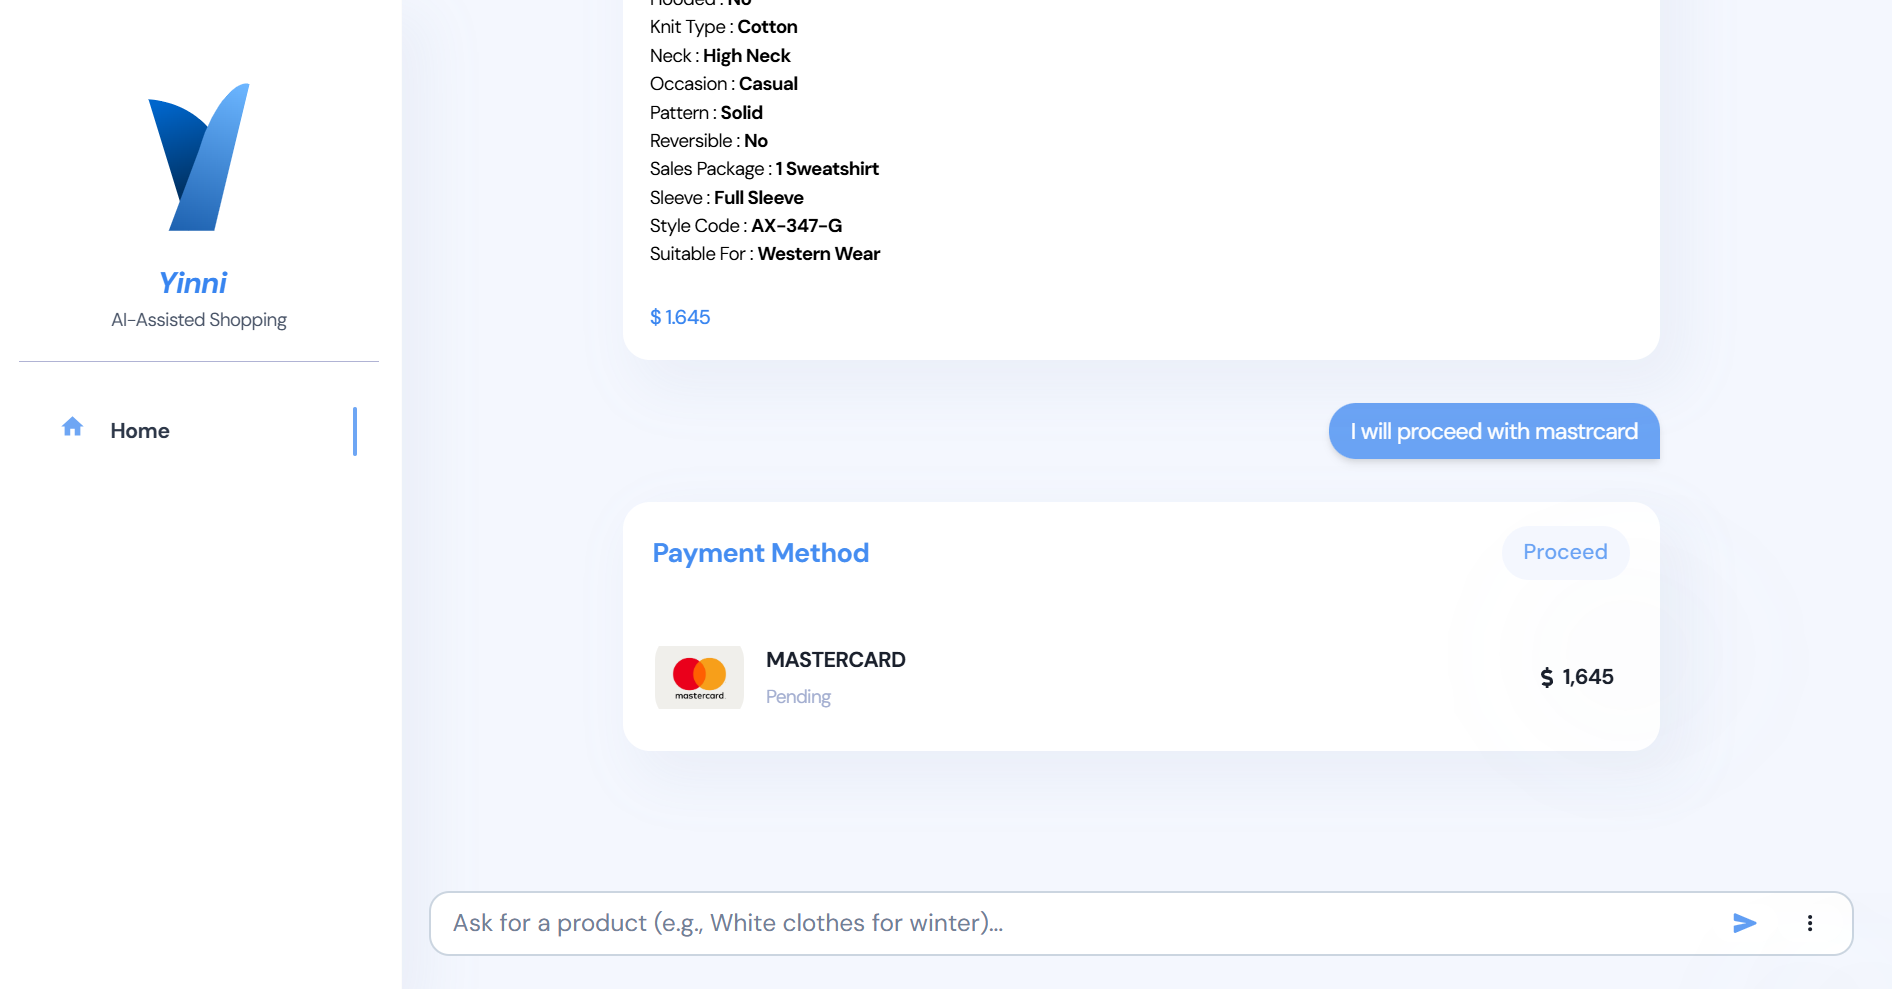 Yinni
AI-Assisted Shopping
Home
Hooded : No
Knit Type : Cotton
Neck : High Neck
Occasion : Casual
Pattern : Solid
Reversible : No
Sales Package : 1 Sweatshirt
Sleeve : Full Sleeve
Style Code : AX-347-G
Suitable For : Western Wear
$ 1.645
I will proceed with mastrcard
Payment Method
Proceed
mastercard
MASTERCARD
Pending
$ 1,645
Ask for a product (e.g., White clothes for winter)...